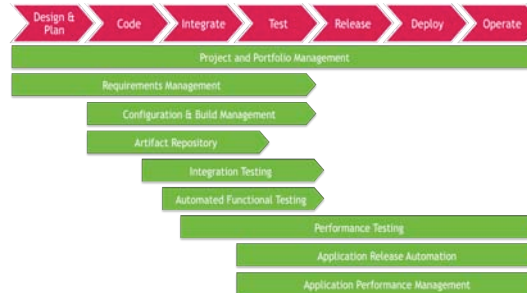 Design &
Plan
Code
Integrate
Test
Release
Deploy
Operate
Project and Portfolio Management
Requirements Management
Configuration & Build Management
Artifact Repository
Integration Testing
Automated Functional Testing
Performance Testing
Application Release Automation
Application Performance Management